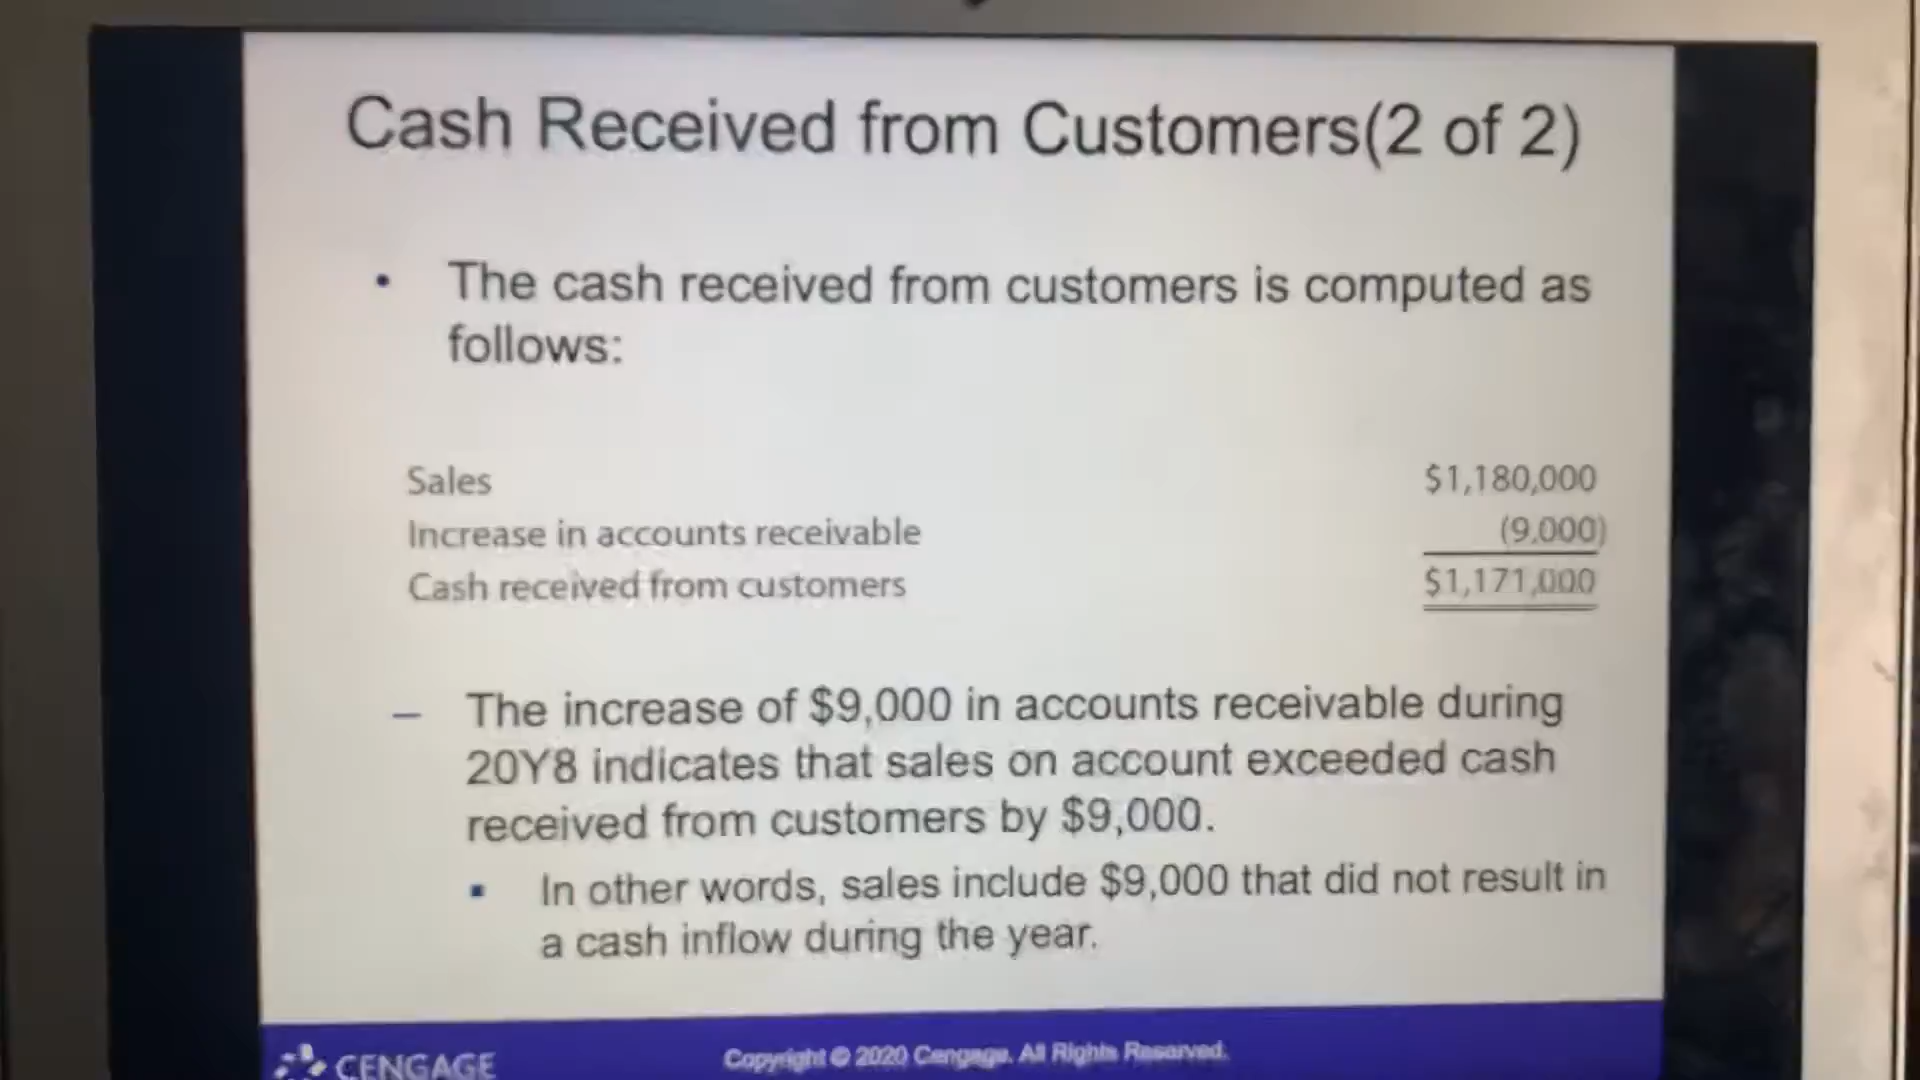 Cash Received from Customers(2 of 2)
• The cash received from customers is computed as
follows:
Sales $1,180,000
Increase in accounts receivable (9,000)
Cash received from customers $1,171,000
– The increase of $9,000 in accounts receivable during
20Y8 indicates that sales on account exceeded cash
received from customers by $9,000.
▪ In other words, sales include $9,000 that did not result in
a cash inflow during the year.
CENGAGE
Copyright © 2020 Cengage. All Rights Reserved.